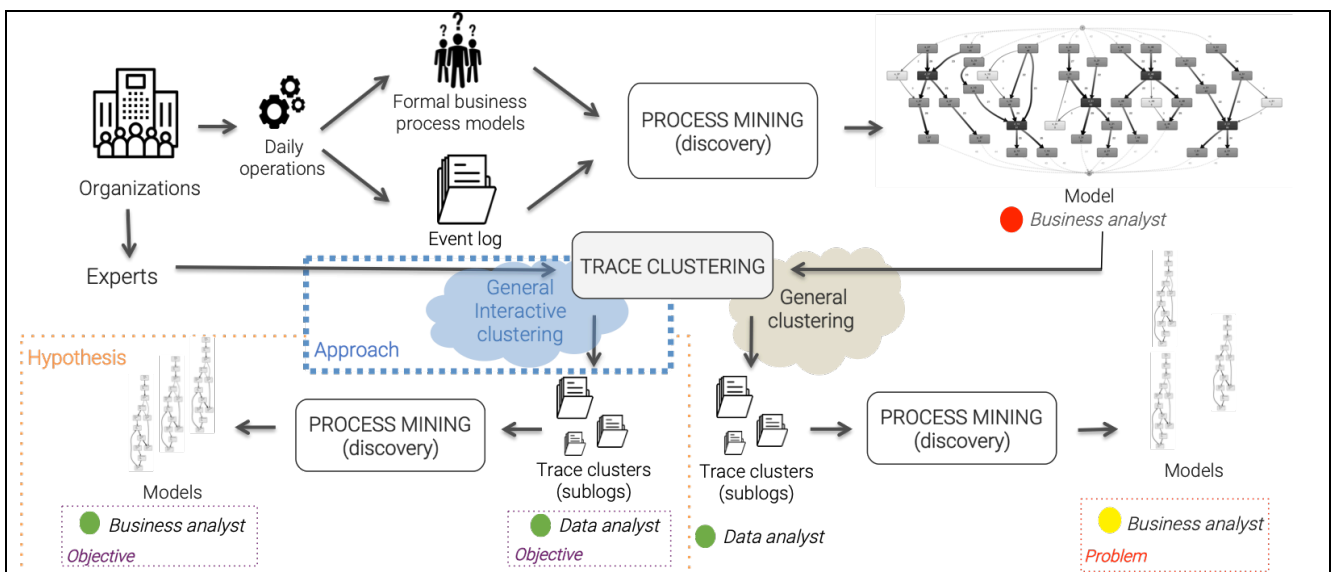 ? ? ?
Formal business
process models
Daily
operations
Organizations
Event log
PROCESS MINING
(discovery)
Model
Business analyst
Experts
TRACE CLUSTERING
General
Interactive
clustering
General
clustering
Approach
Hypothesis
PROCESS MINING
(discovery)
Models
Trace clusters
(sublogs)
Trace clusters
(sublogs)
PROCESS MINING
(discovery)
Models
Business analyst
Objective
Data analyst
Objective
Data analyst
Business analyst
Problem